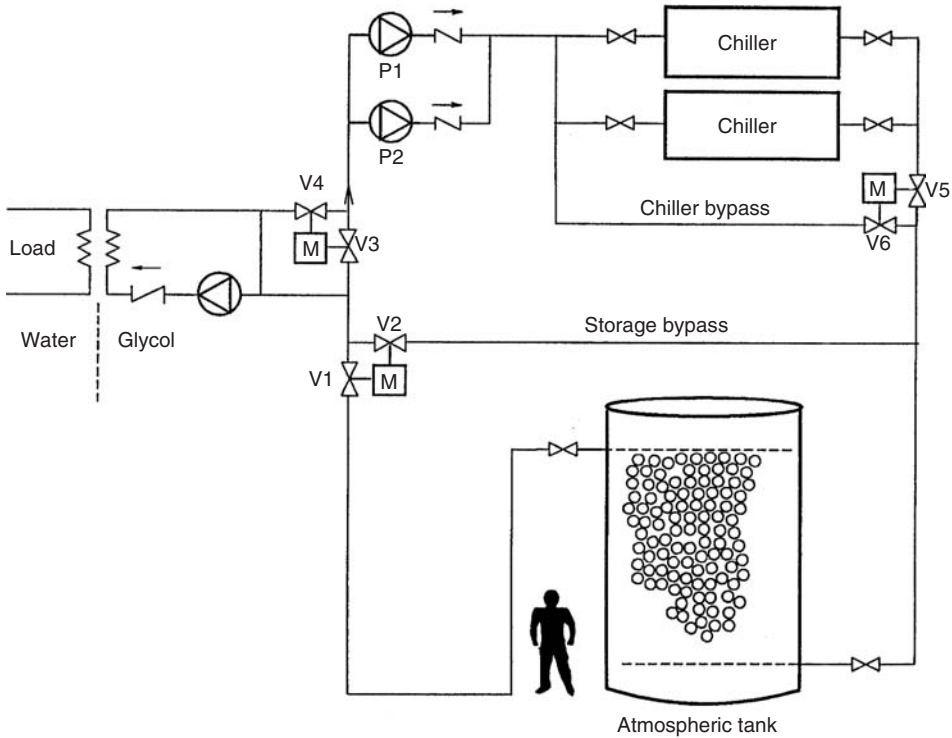 P1
Chiller
P2
Chiller
V4
M
V5
Chiller bypass
Load
M
V3
V6
Water
Glycol
V2
Storage bypass
V1
M
Atmospheric tank